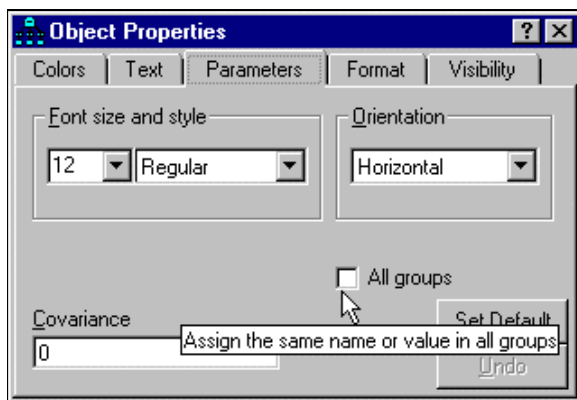 Object Properties
Colors Text Parameters Format Visibility
Font size and style
Orientation
12 Regular
Horizontal
All groups
Covariance
Set Default
0
Assign the same name or value in all groups
Undo